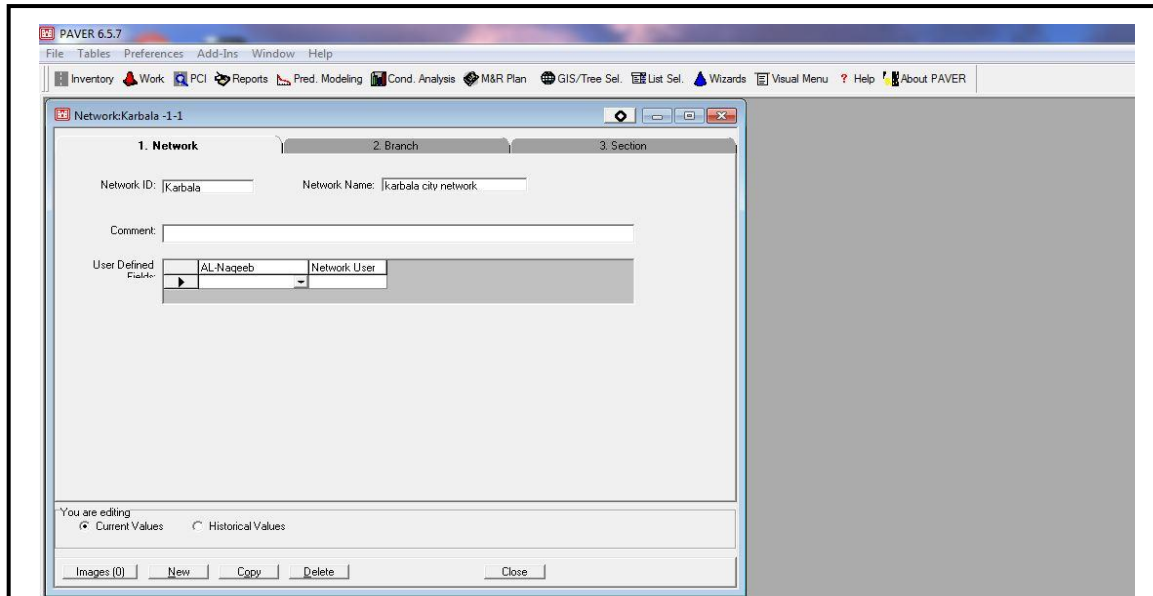 PAVER 6.5.7
File Tables Preferences Add-Ins Window Help
Inventory Work PCI Reports Pred. Modeling Cond. Analysis M&R Plan GIS/Tree Sel. List Sel. Wizards Visual Menu ? Help About PAVER
Network:Karbala -1-1
1. Network 2. Branch 3. Section
Network ID: Karbala Network Name: karbala city network
Comment:
User Defined AL-Naqeeb Network User
Fields:
You are editing
Current Values Historical Values
Images (0) New Copy Delete Close